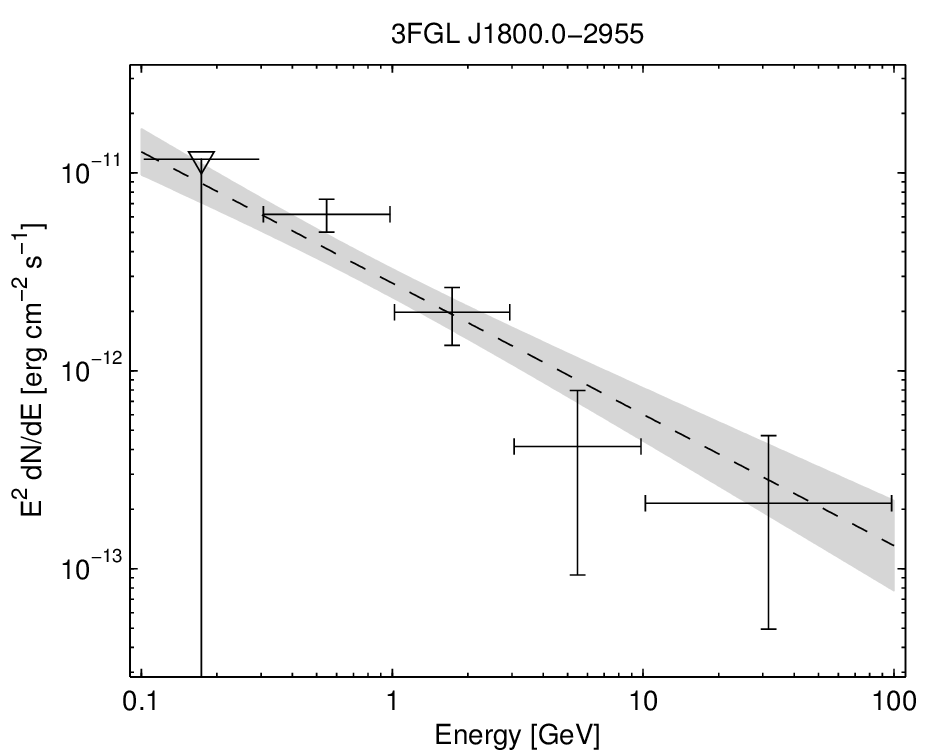 3FGL J1800.0−2955
10⁻¹¹
10⁻¹²
10⁻¹³
E² dN/dE [erg cm⁻² s⁻¹]
0.1 1 10 100
Energy [GeV]